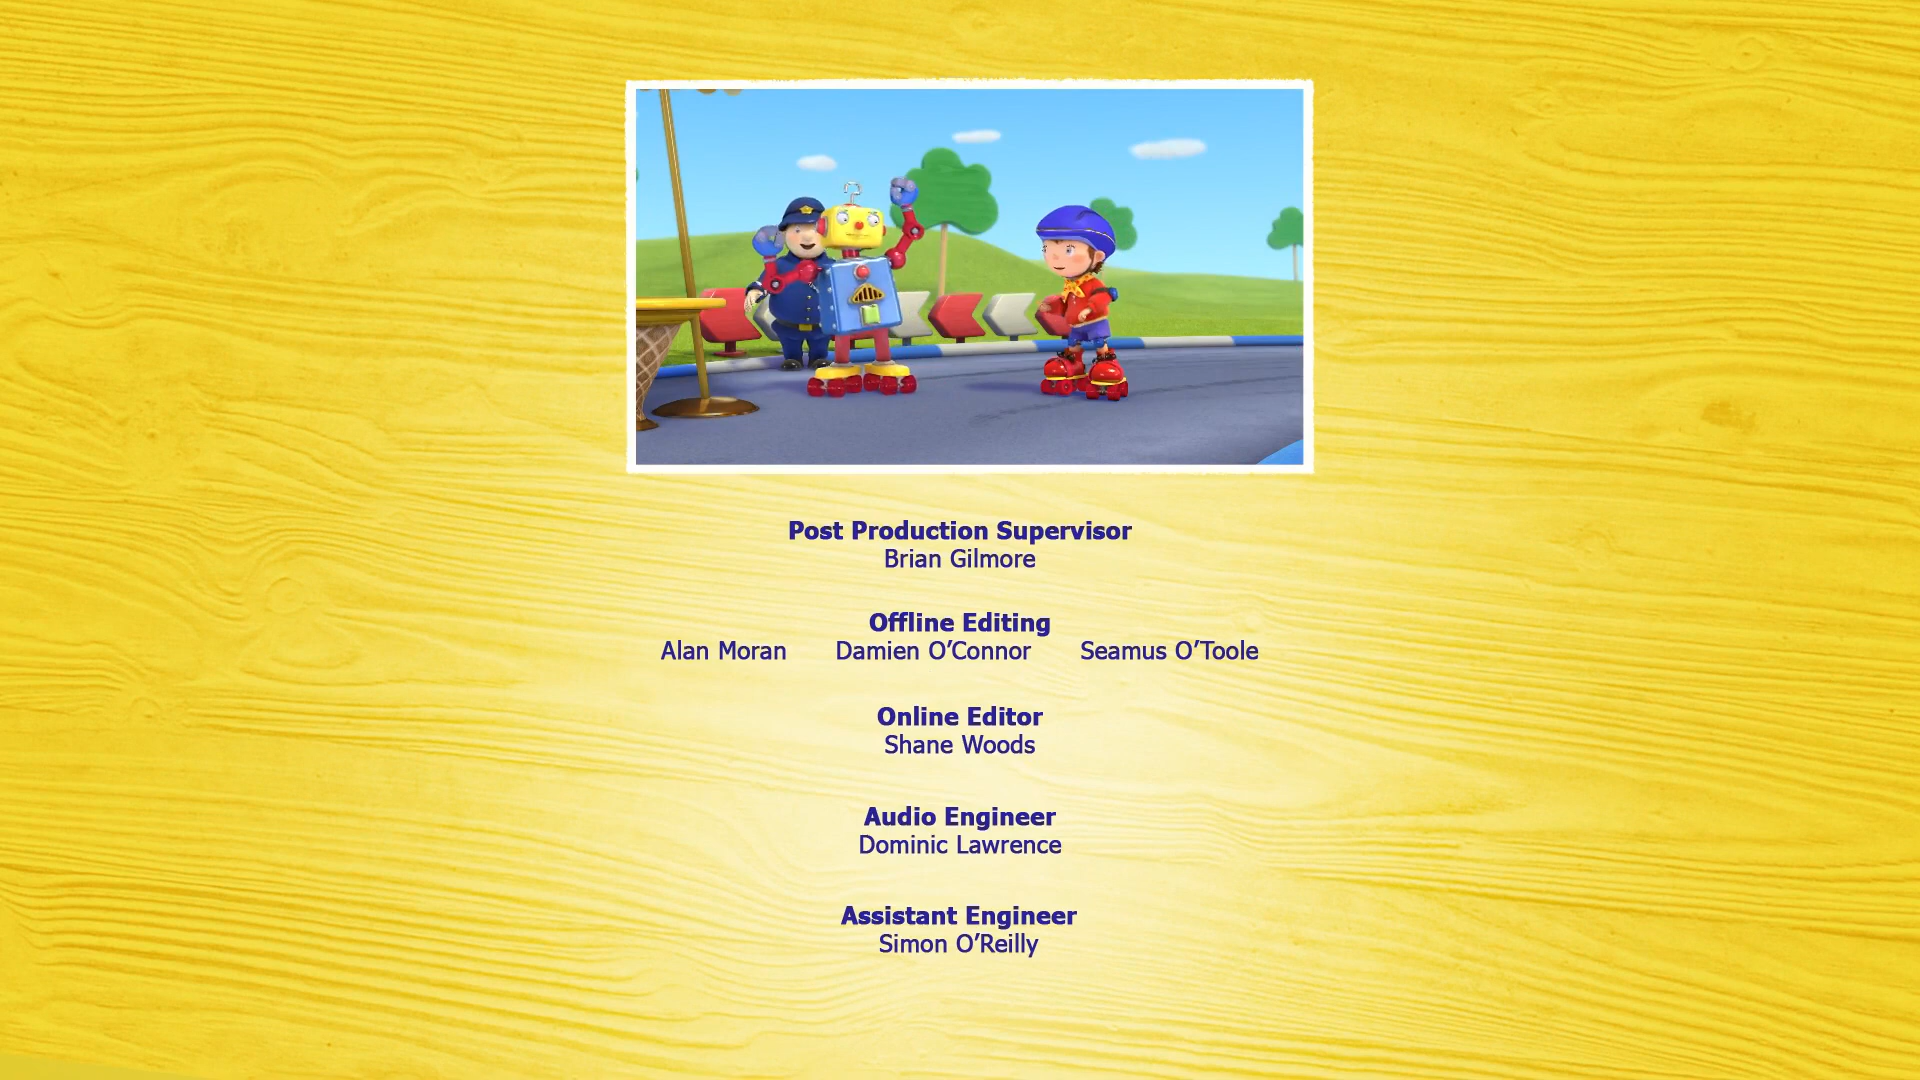 Post Production Supervisor
Brian Gilmore
Offline Editing
Alan Moran Damien O’Connor Seamus O’Toole
Online Editor
Shane Woods
Audio Engineer
Dominic Lawrence
Assistant Engineer
Simon O’Reilly